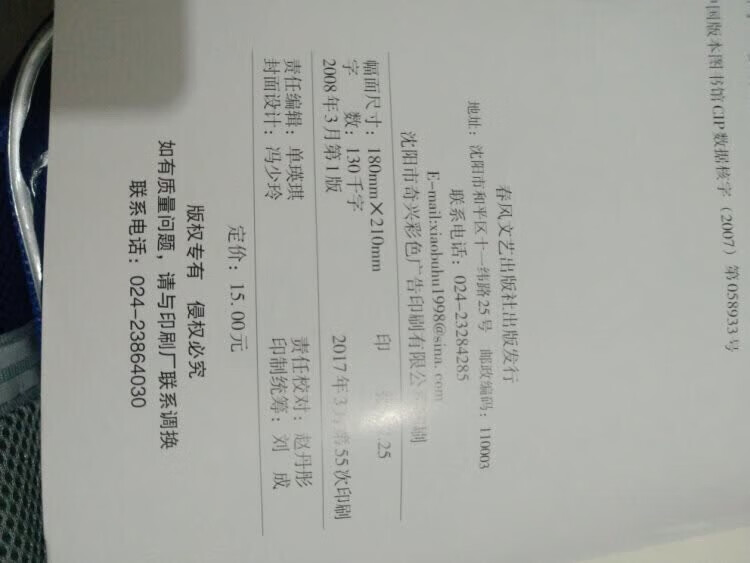 中国版本图书馆CIP数据核字(2007)第058933号
春风文艺出版社出版发行
地址:沈阳市和平区十一纬路25号 邮政编码:110003
联系电话:024-23284285
E-mail:xiaobuhu1998@sina.com
沈阳市奇兴彩色广告印刷有限公司印刷
幅面尺寸:180mm×210mm 印 .25
字 数:130千字
2008年3月第1版 2017年3月第55次印刷
责任编辑:单瑛琪 责任校对:赵丹彤
封面设计:冯少玲 印制统筹:刘 成
定价:15.00元
版权专有 侵权必究
如有质量问题,请与印刷厂联系调换
联系电话:024-23864030